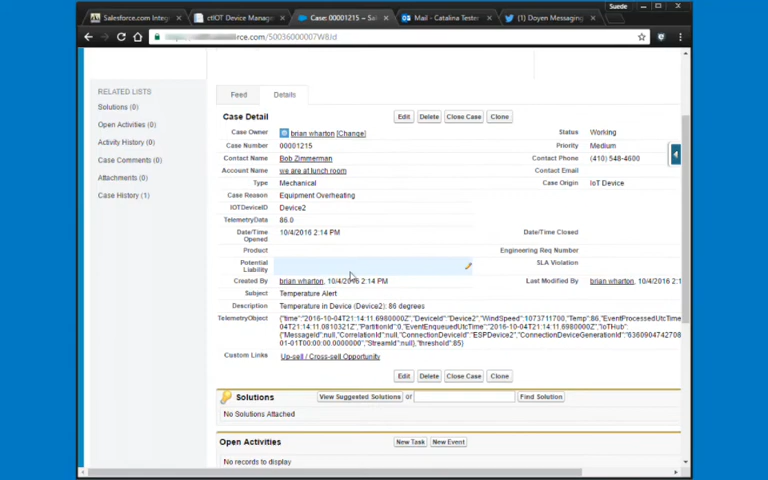 Suede
Salesforce.com Integ
ctIOT Device Manag
Case: 00001215 ~ Sal
Mail - Catalina Tester
(1) Doyen Messaging
force.com/50036000007W8Jd
RELATED LISTS
Solutions (0)
Open Activities (0)
Activity History (0)
Case Comments (0)
Attachments (0)
Case History (1)
Feed Details
Case Detail Edit Delete Close Case Clone
Case Owner brian wharton [Change] Status Working
Case Number 00001215 Priority Medium
Contact Name Bob Zimmerman Contact Phone (410) 548-4600
Account Name we are at lunch room Contact Email
Type Mechanical Case Origin IoT Device
Case Reason Equipment Overheating
IOTDeviceID Device2
TelemetryData 86.0
Date/Time Opened 10/4/2016 2:14 PM Date/Time Closed
Product Engineering Req Number
Potential Liability SLA Violation
Created By brian wharton, 10/4/2016 2:14 PM Last Modified By brian wharton, 10/4/2016 2:1
Subject Temperature Alert
Description Temperature in Device (Device2): 86 degrees
TelemetryObject {"time":"2016-10-04T21:14:11.6980000Z","DeviceId":"Device2","WindSpeed":1073711700,"Temp":86,"EventProcessedUtcTime
04T21:14:11.0810321Z","PartitionId":0,"EventEnqueuedUtcTime":"2016-10-04T21:14:11.6980000Z","IoTHub":
{"MessageId":null,"CorrelationId":null,"ConnectionDeviceId":"ESPDevice2","ConnectionDeviceGenerationId":"6360904742708
01-01T00:00:00.0000000","StreamId":null},"threshold":85}
Custom Links Up-sell / Cross-sell Opportunity
Edit Delete Close Case Clone
Solutions View Suggested Solutions or Find Solution
No Solutions Attached
Open Activities New Task New Event
No records to display